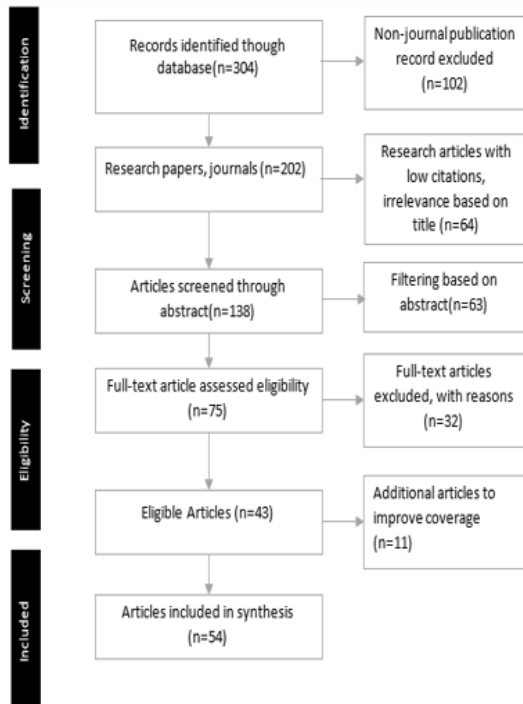 Identification
Records identified though
database(n=304)
Non-journal publication
record excluded
(n=102)
Research papers, journals (n=202)
Research articles with
low citations,
irrelevance based on
title (n=64)
Screening
Articles screened through
abstract(n=138)
Filtering based on
abstract(n=63)
Eligibility
Full-text article assessed eligibility
(n=75)
Full-text articles
excluded, with reasons
(n=32)
Eligible Articles (n=43)
Additional articles to
improve coverage
(n=11)
Included
Articles included in synthesis
(n=54)